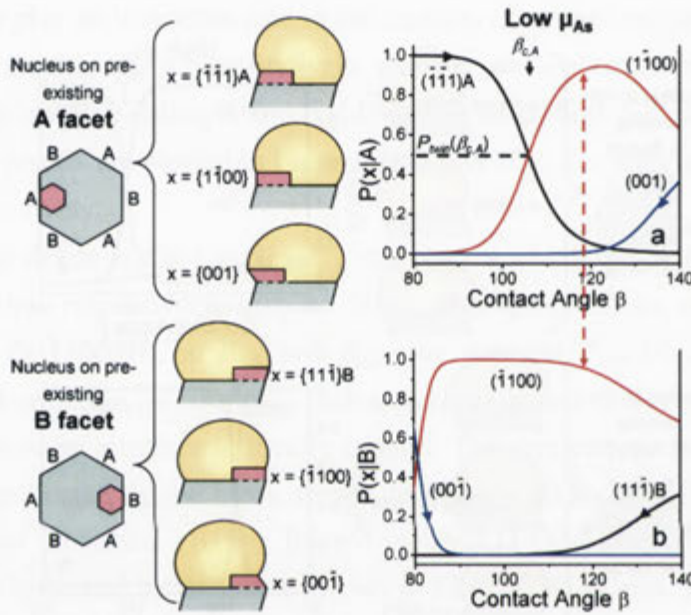 Nucleus on pre-
existing
A facet
B A
A B
B A
x = {1̄1̄1̄}A
x = {11̄00}
x = {001}
Nucleus on pre-
existing
B facet
A B
A B
A B
x = {111̄}B
x = {1̄100}
x = {001̄}
Low μAs
βc,A
P(x|A)
1.0
0.8
0.6
0.4
0.2
0.0
(1̄1̄1̄)A
(11̄00)
Ptwin(βc,A)
(001)
a
80 100 120 140
Contact Angle β
P(x|B)
1.0
0.8
0.6
0.4
0.2
0.0
(1̄100)
(001̄)
(111̄)B
b
80 100 120 140
Contact Angle β